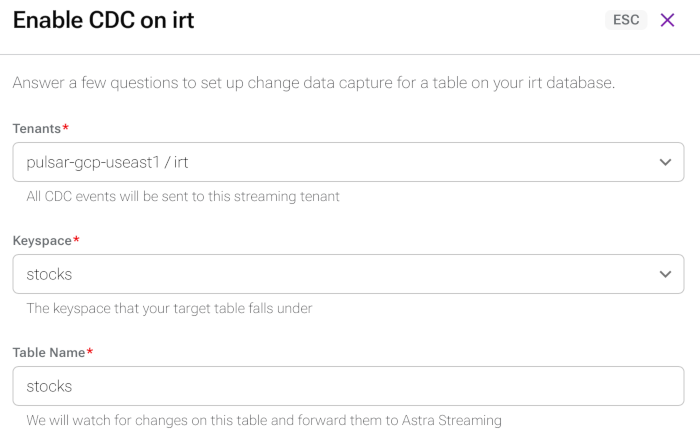 Enable CDC on irt
ESC
Answer a few questions to set up change data capture for a table on your irt database.
Tenants*
pulsar-gcp-useast1 / irt
All CDC events will be sent to this streaming tenant
Keyspace*
stocks
The keyspace that your target table falls under
Table Name*
stocks
We will watch for changes on this table and forward them to Astra Streaming